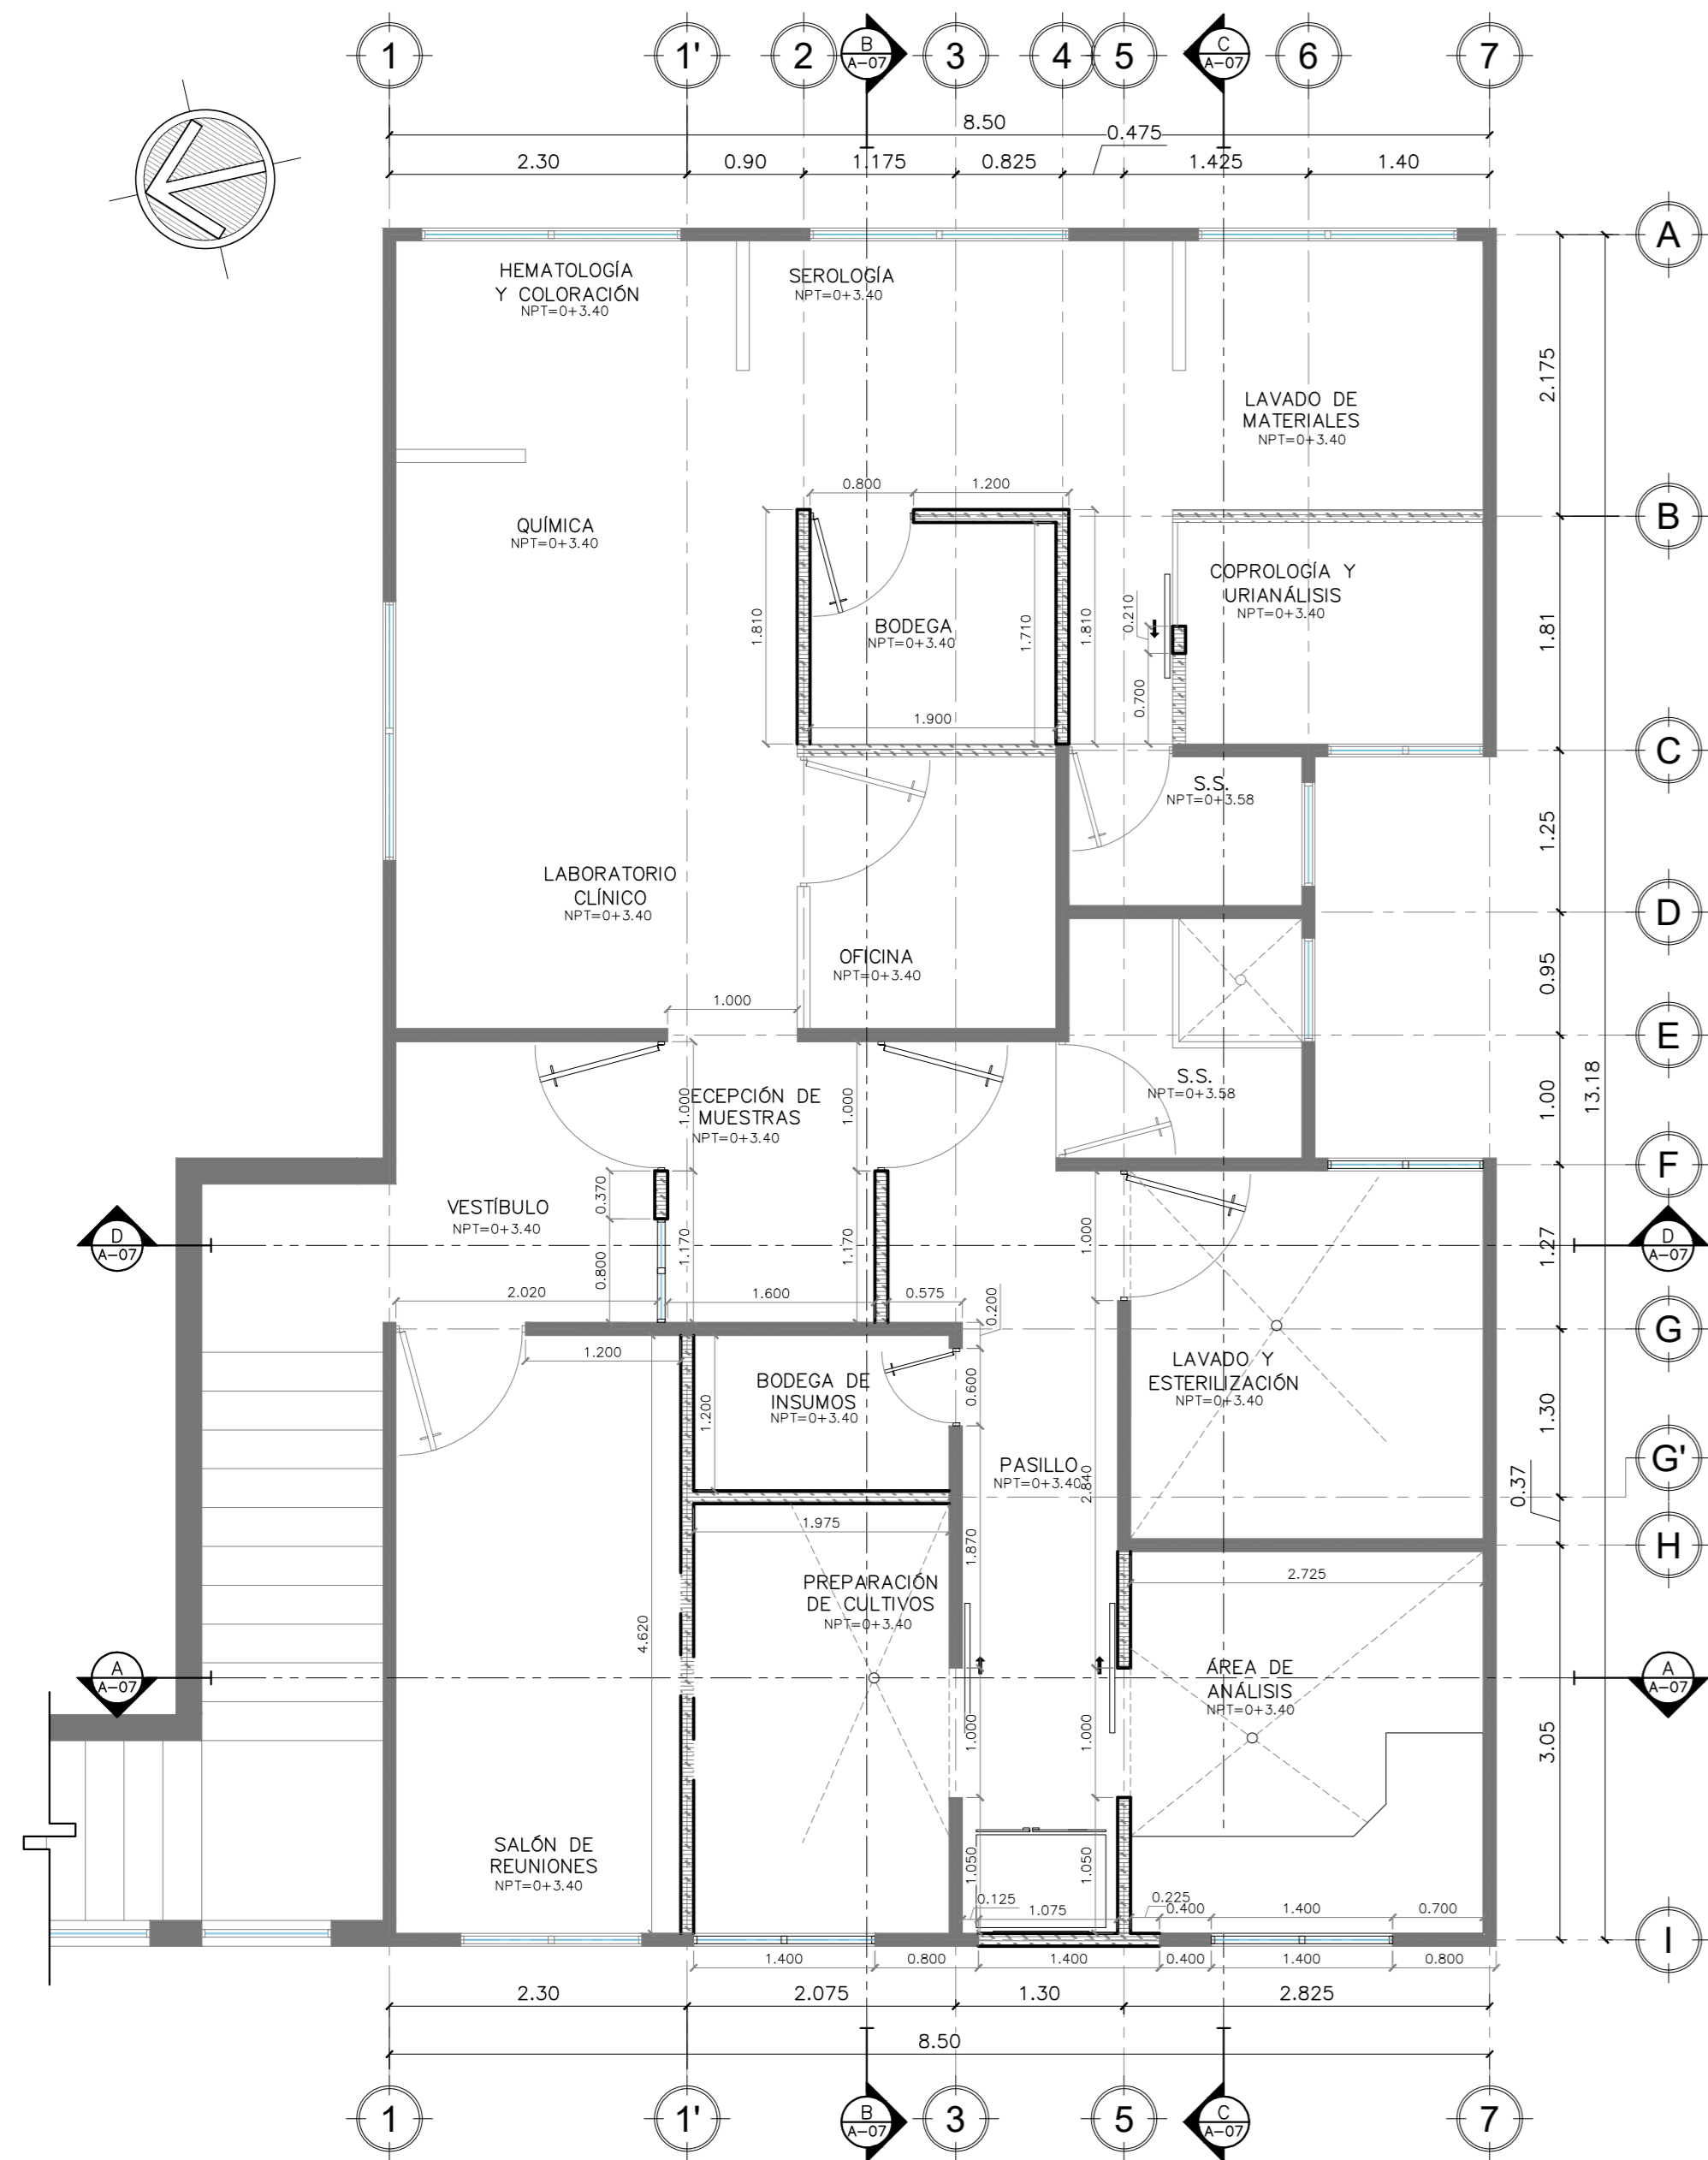 1
1'
2
B
A-07
3
4
5
C
A-07
6
7
8.50
0.475
2.30
0.90
1.175
0.825
1.425
1.40
A
HEMATOLOGÍA
Y COLORACIÓN
NPT=0+3.40
SEROLOGÍA
NPT=0+3.40
2.175
LAVADO DE
MATERIALES
NPT=0+3.40
0.800
1.200
B
QUÍMICA
NPT=0+3.40
COPROLOGÍA Y
URIANÁLISIS
NPT=0+3.40
1.810
BODEGA
NPT=0+3.40
1.710
1.810
0.210
1.81
0.700
1.900
C
S.S.
NPT=0+3.58
1.25
LABORATORIO
CLÍNICO
NPT=0+3.40
D
OFICINA
NPT=0+3.40
0.95
1.000
E
1.000
ECEPCIÓN DE
MUESTRAS
NPT=0+3.40
1.000
S.S.
NPT=0+3.58
1.00
13.18
F
VESTÍBULO
NPT=0+3.40
0.370
0.800
1.170
1.170
1.000
D
A-07
1.27
D
A-07
2.020
1.600
0.575
0.200
G
1.200
1.200
BODEGA DE
INSUMOS
NPT=0+3.40
0.600
LAVADO Y
ESTERILIZACIÓN
NPT=0+3.40
1.30
PASILLO
NPT=0+3.40
2.840
G'
0.37
1.975
1.870
H
2.725
PREPARACIÓN
DE CULTIVOS
NPT=0+3.40
4.620
A
A-07
ÁREA DE
ANÁLISIS
NPT=0+3.40
A
A-07
1.000
1.000
3.05
SALÓN DE
REUNIONES
NPT=0+3.40
1.050
1.050
0.125
1.075
0.225
0.400
1.400
0.700
I
1.400
0.800
1.400
0.400
1.400
0.800
2.30
2.075
1.30
2.825
8.50
1
1'
B
A-07
3
5
C
A-07
7